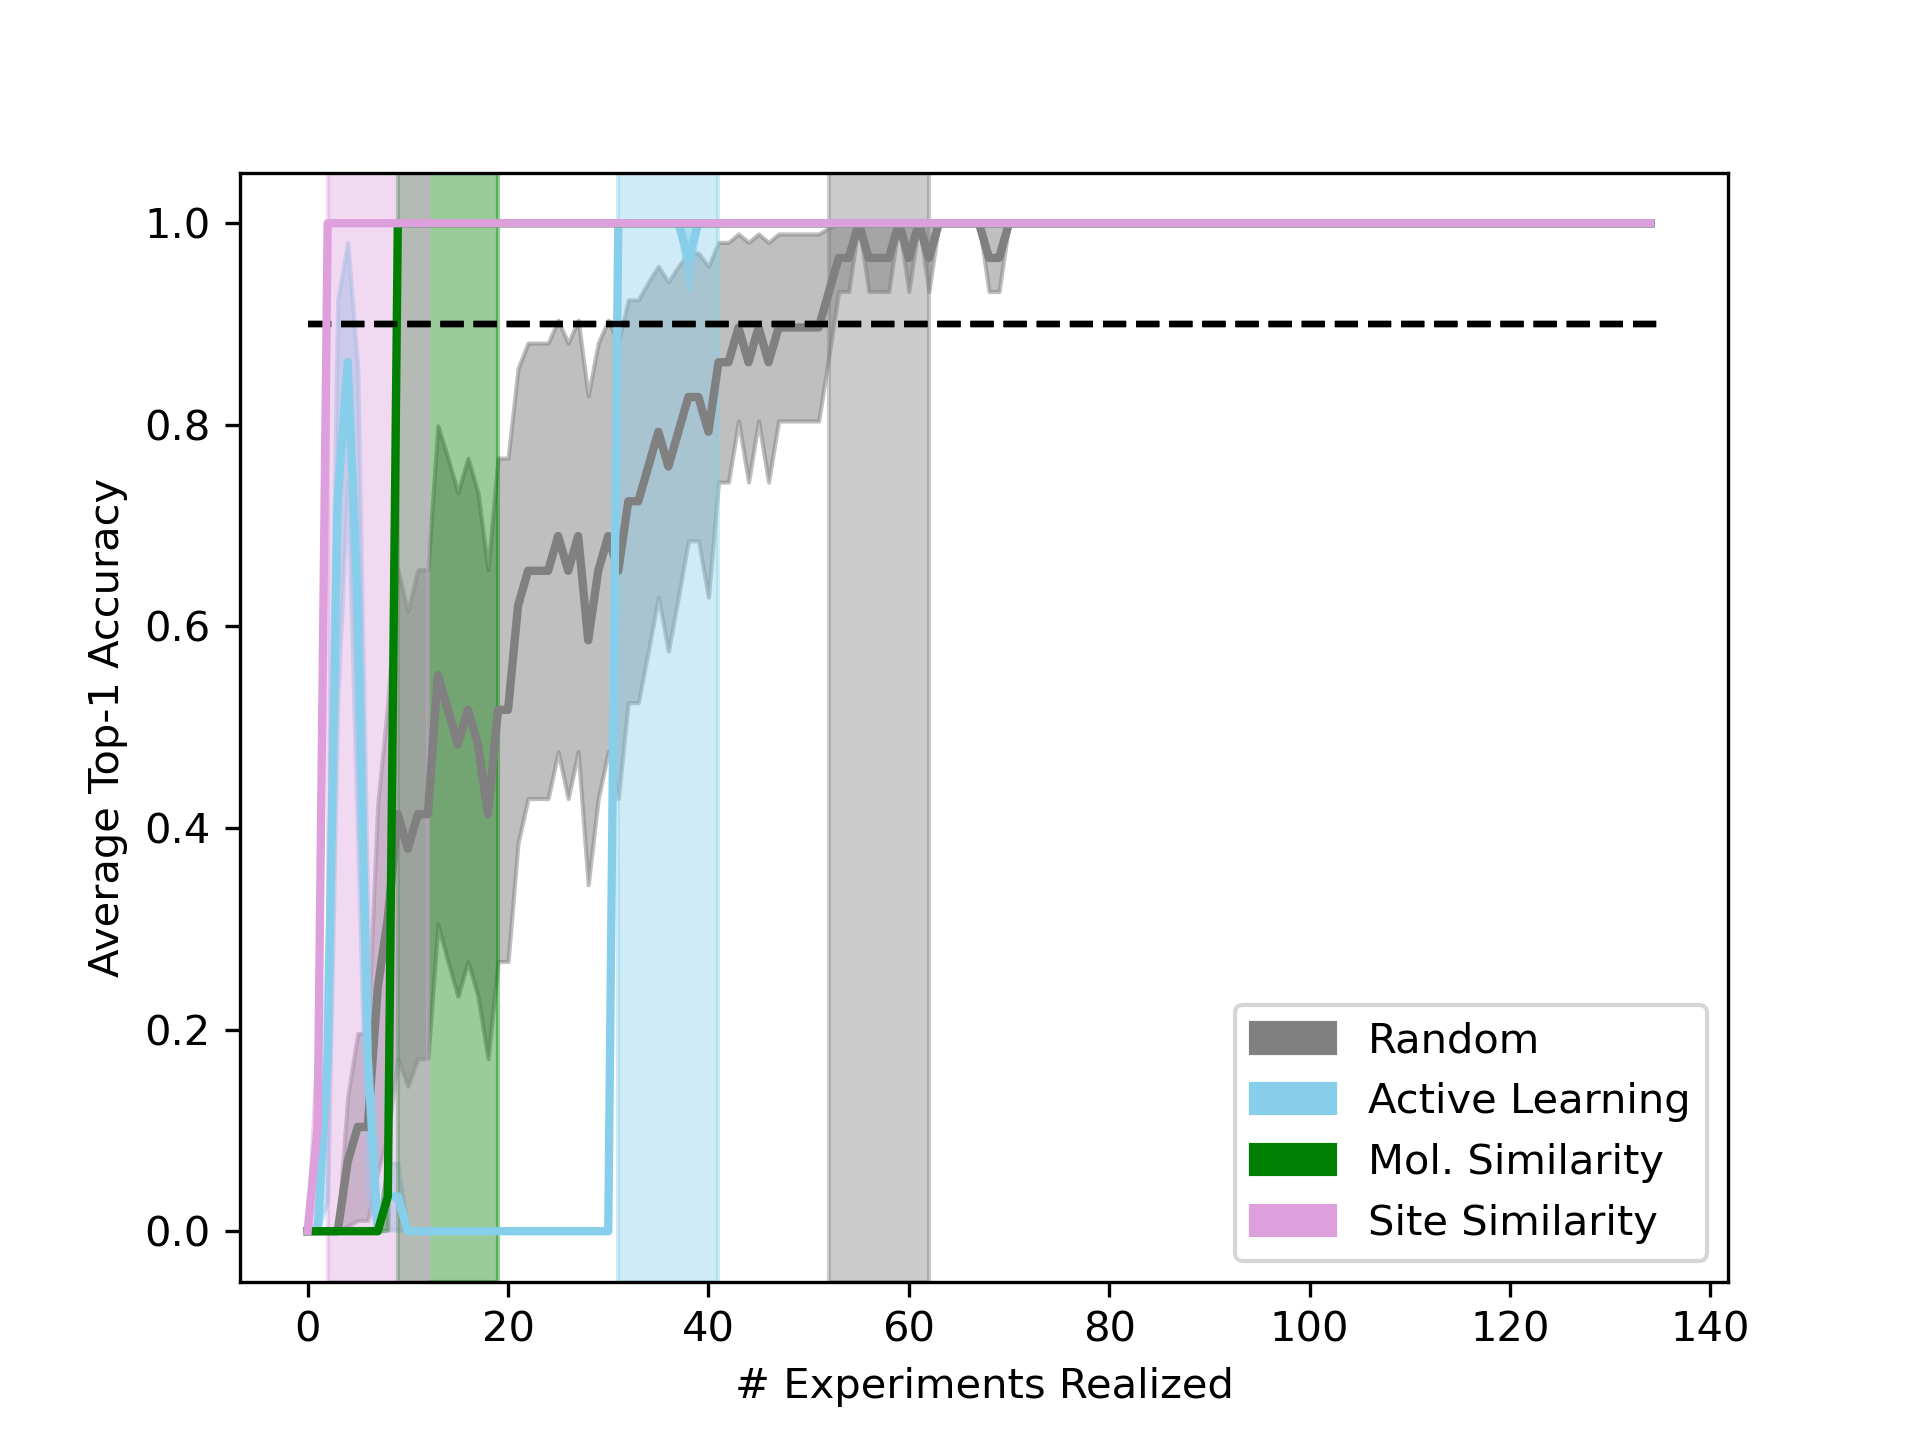 1.0
0.8
0.6
0.4
0.2
0.0
Average Top-1 Accuracy
0 20 40 60 80 100 120 140
# Experiments Realized
Random
Active Learning
Mol. Similarity
Site Similarity